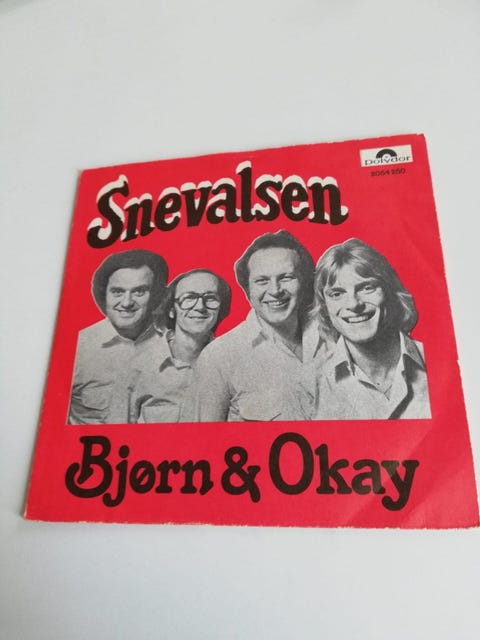 Polydor
2054 250
Snevalsen
Bjørn & Okay